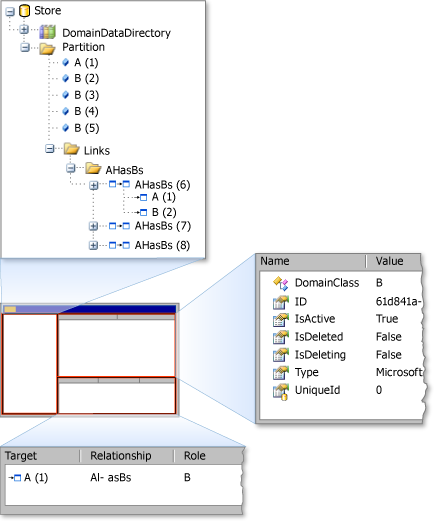 Store
DomainDataDirectory
Partition
A (1)
B (2)
B (3)
B (4)
B (5)
Links
AHasBs
AHasBs (6)
A (1)
B (2)
AHasBs (7)
AHasBs (8)
Name Value
DomainClass B
ID 61d841a-
IsActive True
IsDeleted False
IsDeleting False
Type Microsoft
UniqueId 0
Target Relationship Role
A (1) Al- asBs B